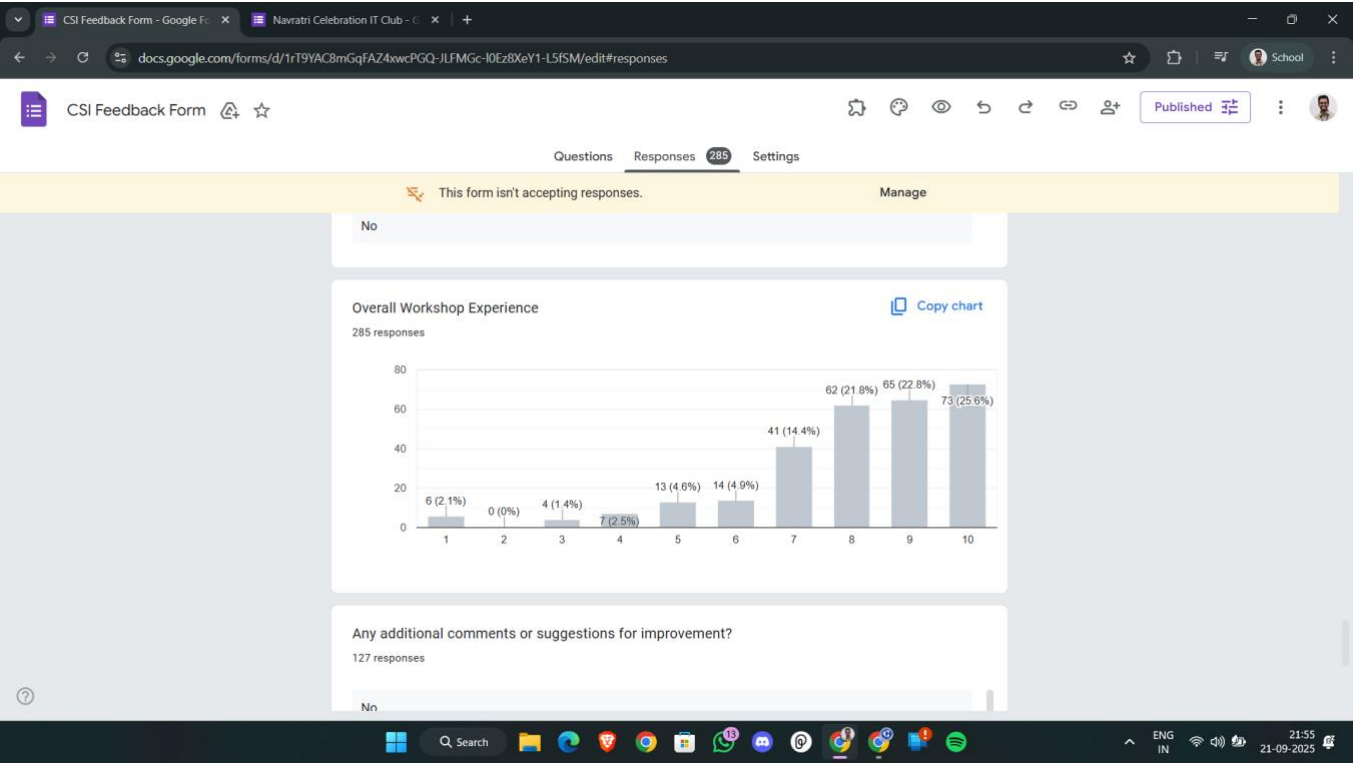 CSI Feedback Form - Google Fo
Navratri Celebration IT Club - G
docs.google.com/forms/d/1rT9YAC8mGqFAZ4xwcPGQ-JLFMGc-l0Ez8XeY1-L5fSM/edit#responses
School
CSI Feedback Form
Published
Questions Responses 285 Settings
This form isn't accepting responses. Manage
No
Overall Workshop Experience
Copy chart
285 responses
80
60
40
20
0
6 (2.1%)
0 (0%)
4 (1.4%)
7 (2.5%)
13 (4.6%)
14 (4.9%)
41 (14.4%)
62 (21.8%)
65 (22.8%)
73 (25.6%)
1 2 3 4 5 6 7 8 9 10
Any additional comments or suggestions for improvement?
127 responses
No
Search
13
ENG
IN
21:55
21-09-2025